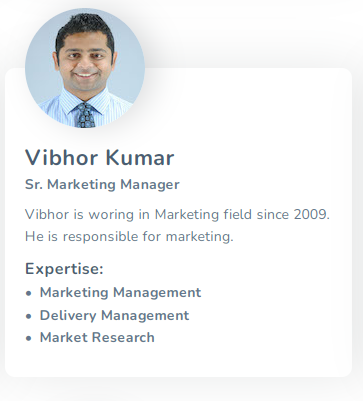 Vibhor Kumar
Sr. Marketing Manager
Vibhor is woring in Marketing field since 2009.
He is responsible for marketing.
Expertise:
• Marketing Management
• Delivery Management
• Market Research